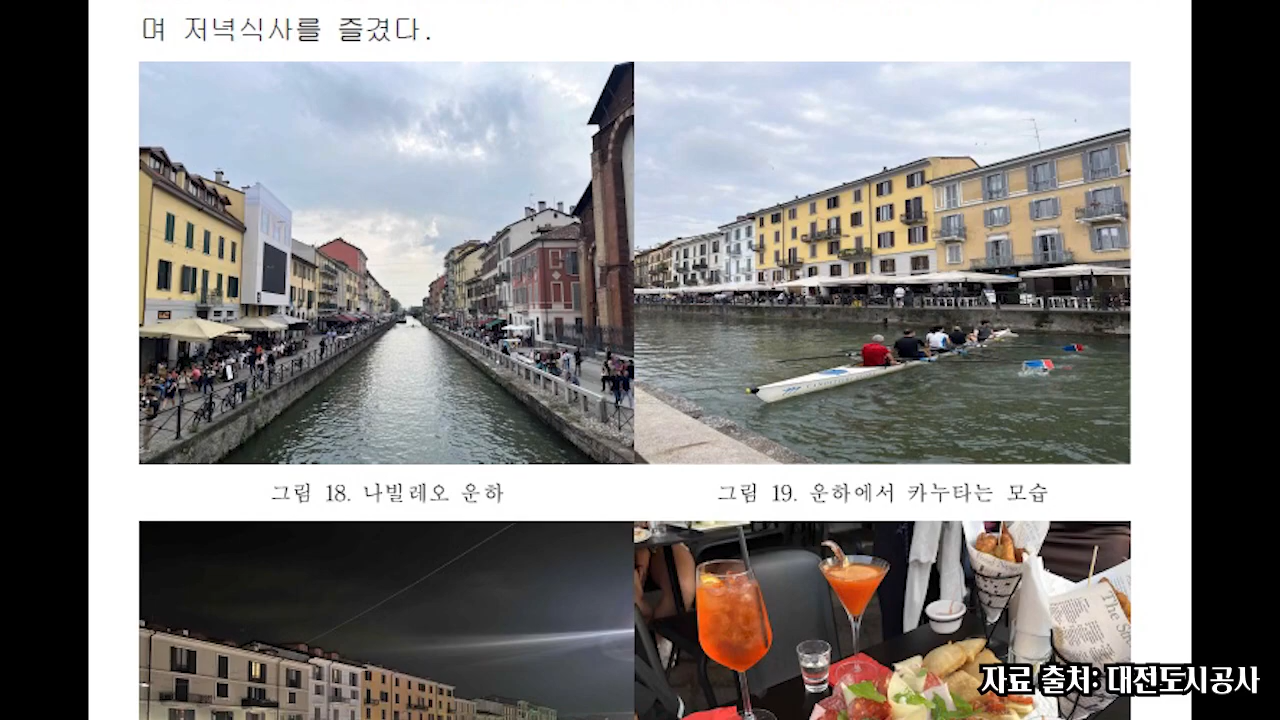 며 저녁식사를 즐겼다.
그림 18. 나빌레오 운하
그림 19. 운하에서 카누타는 모습
The S
자료 출처: 대전도시공사